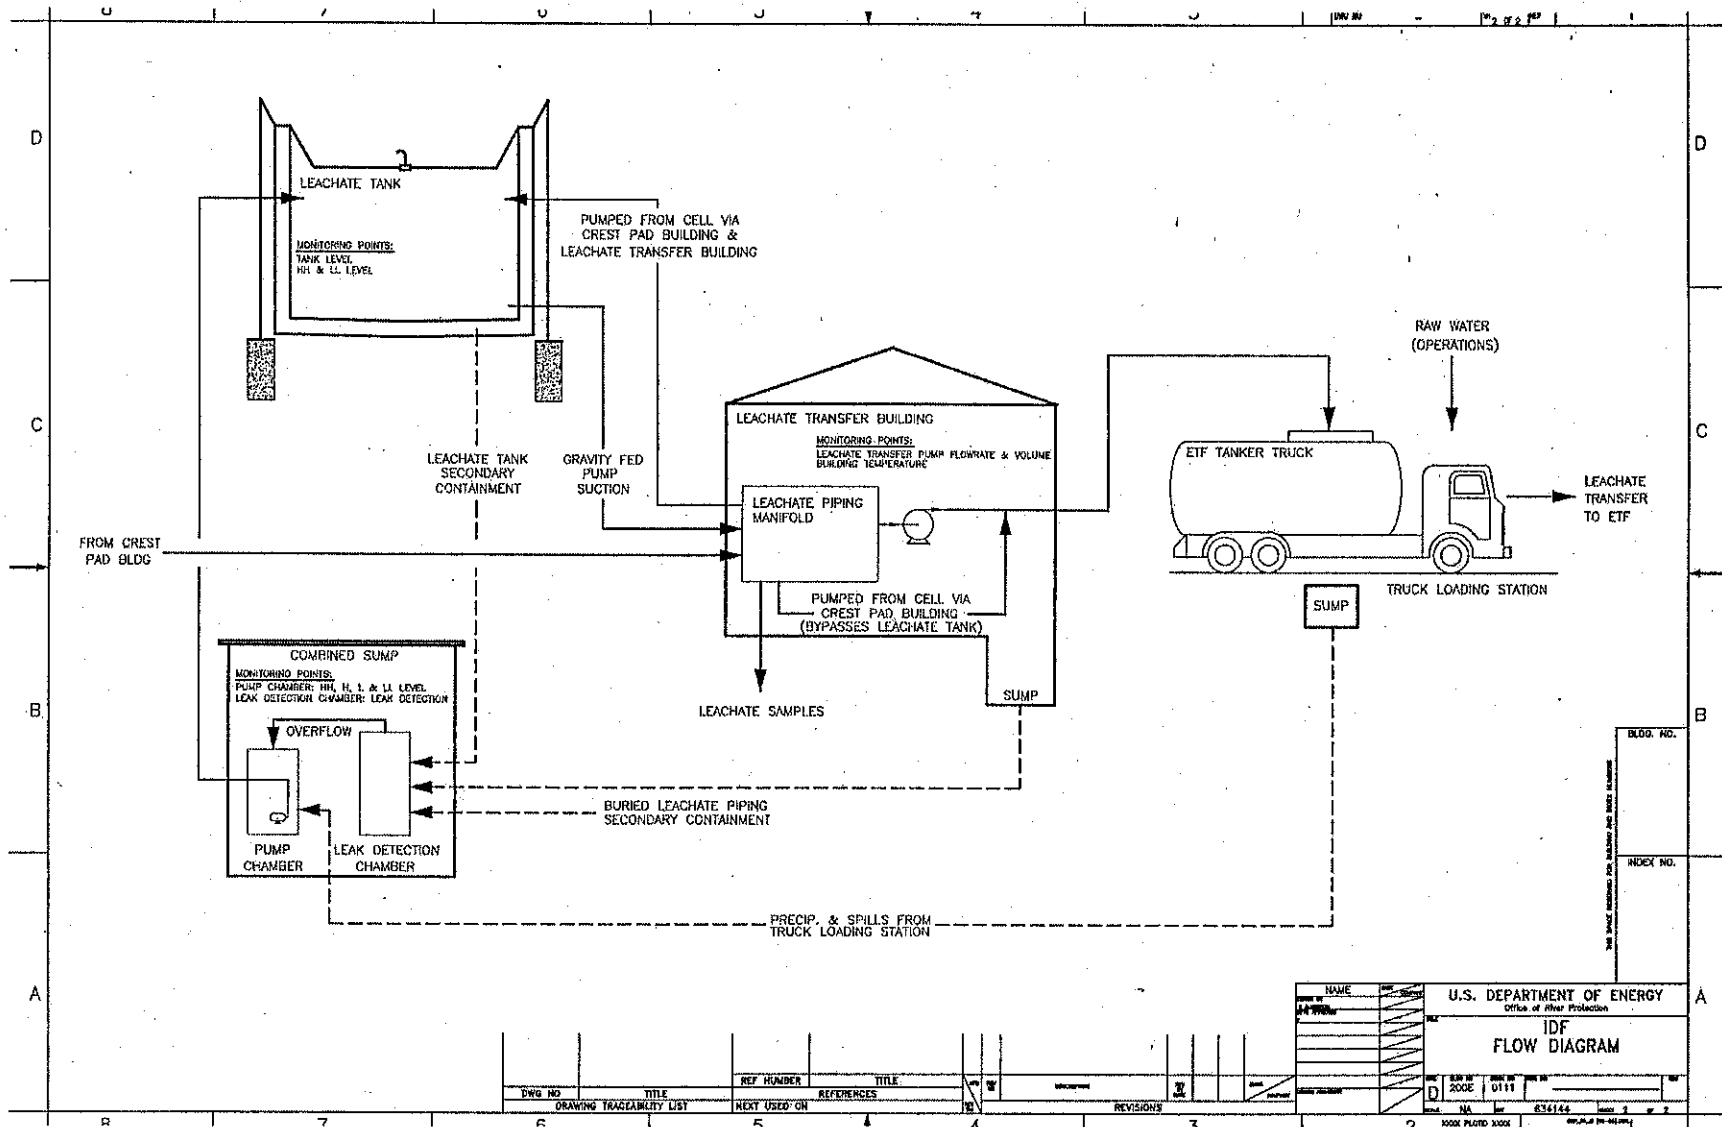 DWG NO
2 OF 2
D
D
LEACHATE TANK
MONITORING POINTS:
TANK LEVEL
HH & LL LEVEL
PUMPED FROM CELL VIA
CREST PAD BUILDING &
LEACHATE TRANSFER BUILDING
RAW WATER
(OPERATIONS)
C
C
LEACHATE TRANSFER BUILDING
MONITORING POINTS:
LEACHATE TRANSFER PUMP FLOWRATE & VOLUME
BUILDING TEMPERATURE
LEACHATE TANK
SECONDARY
CONTAINMENT
GRAVITY FED
PUMP
SUCTION
ETF TANKER TRUCK
LEACHATE
TRANSFER
TO ETF
LEACHATE PIPING
MANIFOLD
FROM CREST
PAD BLDG
TRUCK LOADING STATION
SUMP
PUMPED FROM CELL VIA
CREST PAD BUILDING
(BYPASSES LEACHATE TANK)
COMBINED SUMP
MONITORING POINTS:
PUMP CHAMBER: HH, H, L & LL LEVEL
LEAK DETECTION CHAMBER: LEAK DETECTION
SUMP
LEACHATE SAMPLES
B
B
OVERFLOW
BLDG. NO.
BURIED LEACHATE PIPING
SECONDARY CONTAINMENT
PUMP
CHAMBER
LEAK DETECTION
CHAMBER
INDEX NO.
PRECIP. & SPILLS FROM
TRUCK LOADING STATION
A
A
NAME
U.S. DEPARTMENT OF ENERGY
Office of River Protection
IDF
FLOW DIAGRAM
REF NUMBER
TITLE
DWG NO
TITLE
REFERENCES
DRAWING TRACEABILITY LIST
NEXT USED ON
REVISIONS
D
200E
0111
NA
634144
2
8
7
6
5
4
3
2